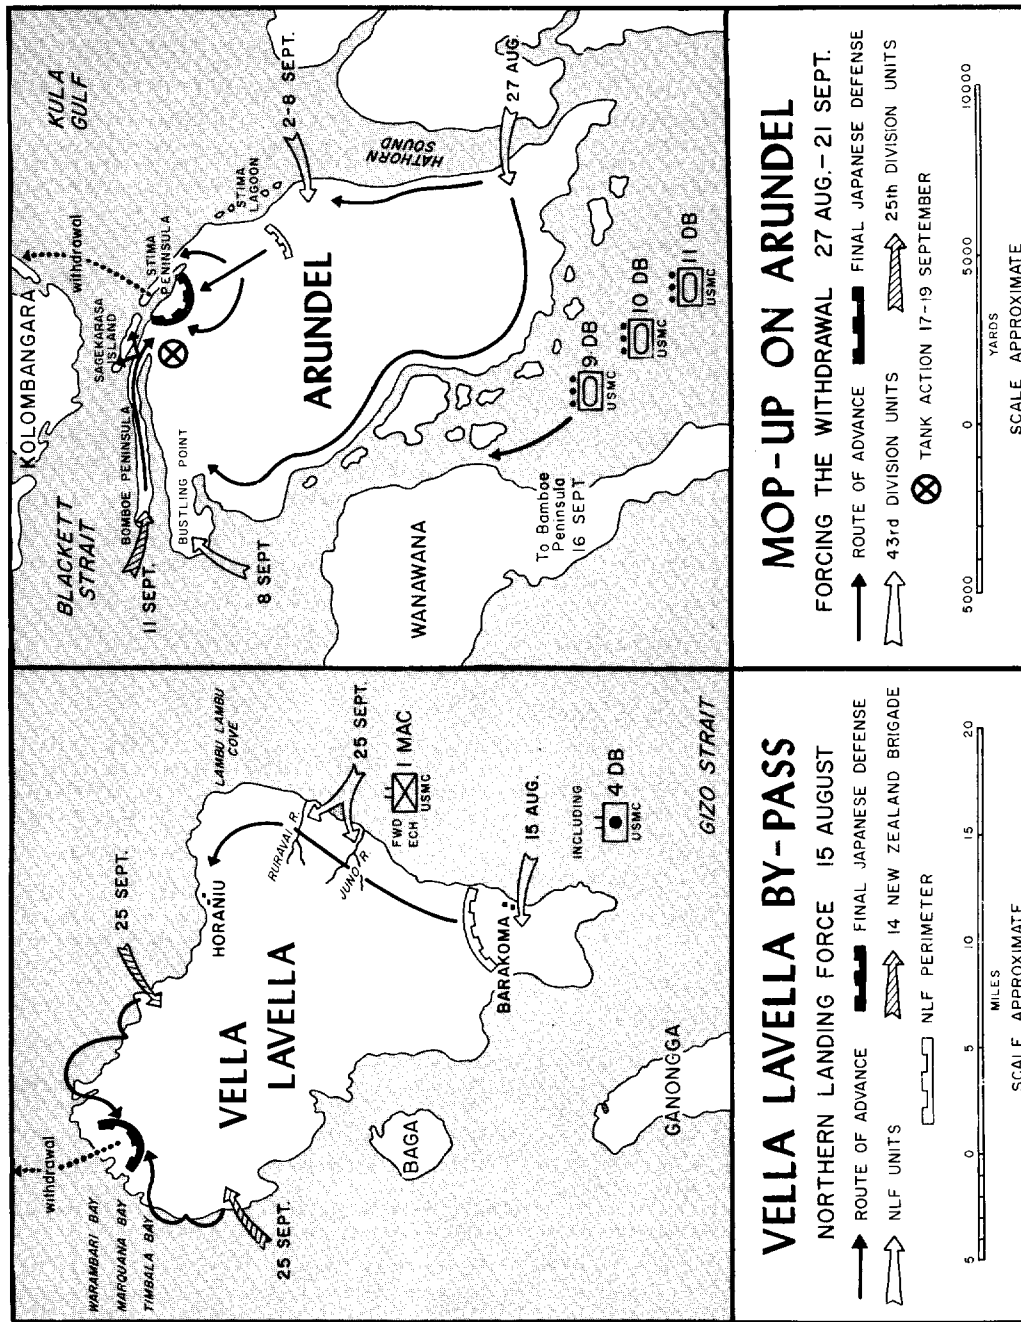 withdrawal
WARAMBARI BAY
MARQUANA BAY
TIMBALA BAY
25 SEPT.
25 SEPT.
HORANIU
LAMBU LAMBU
COVE
VELLA
LAVELLA
RURAVAI R.
JUNO R.
25 SEPT.
FWD
ECH
1 MAC
USMC
BAGA
BARAKOMA
15 AUG.
INCLUDING
4 DB
USMC
GANONGGA
GIZO STRAIT
VELLA LAVELLA BY-PASS
NORTHERN LANDING FORCE 15 AUGUST
ROUTE OF ADVANCE
FINAL JAPANESE DEFENSE
NLF UNITS
14 NEW ZEALAND BRIGADE
NLF PERIMETER
5 0 5 10 15 20
MILES
SCALE APPROXIMATE
BLACKETT
STRAIT
KOLOMBANGARA
KULA
GULF
withdrawal
SAGEKARASA
ISLAND
BOMBOE PENINSULA
STIMA
PENINSULA
11 SEPT.
BUSTLING POINT
STIMA
LAGOON
2-8 SEPT.
8 SEPT
ARUNDEL
HATHORN
SOUND
27 AUG.
WANAWANA
To Bamboe
Peninsula
16 SEPT
9 DB
USMC
10 DB
USMC
11 DB
USMC
MOP-UP ON ARUNDEL
FORCING THE WITHDRAWAL 27 AUG.-21 SEPT.
ROUTE OF ADVANCE
FINAL JAPANESE DEFENSE
43rd DIVISION UNITS
25th DIVISION UNITS
TANK ACTION 17-19 SEPTEMBER
5000 0 5000 10000
YARDS
SCALE APPROXIMATE